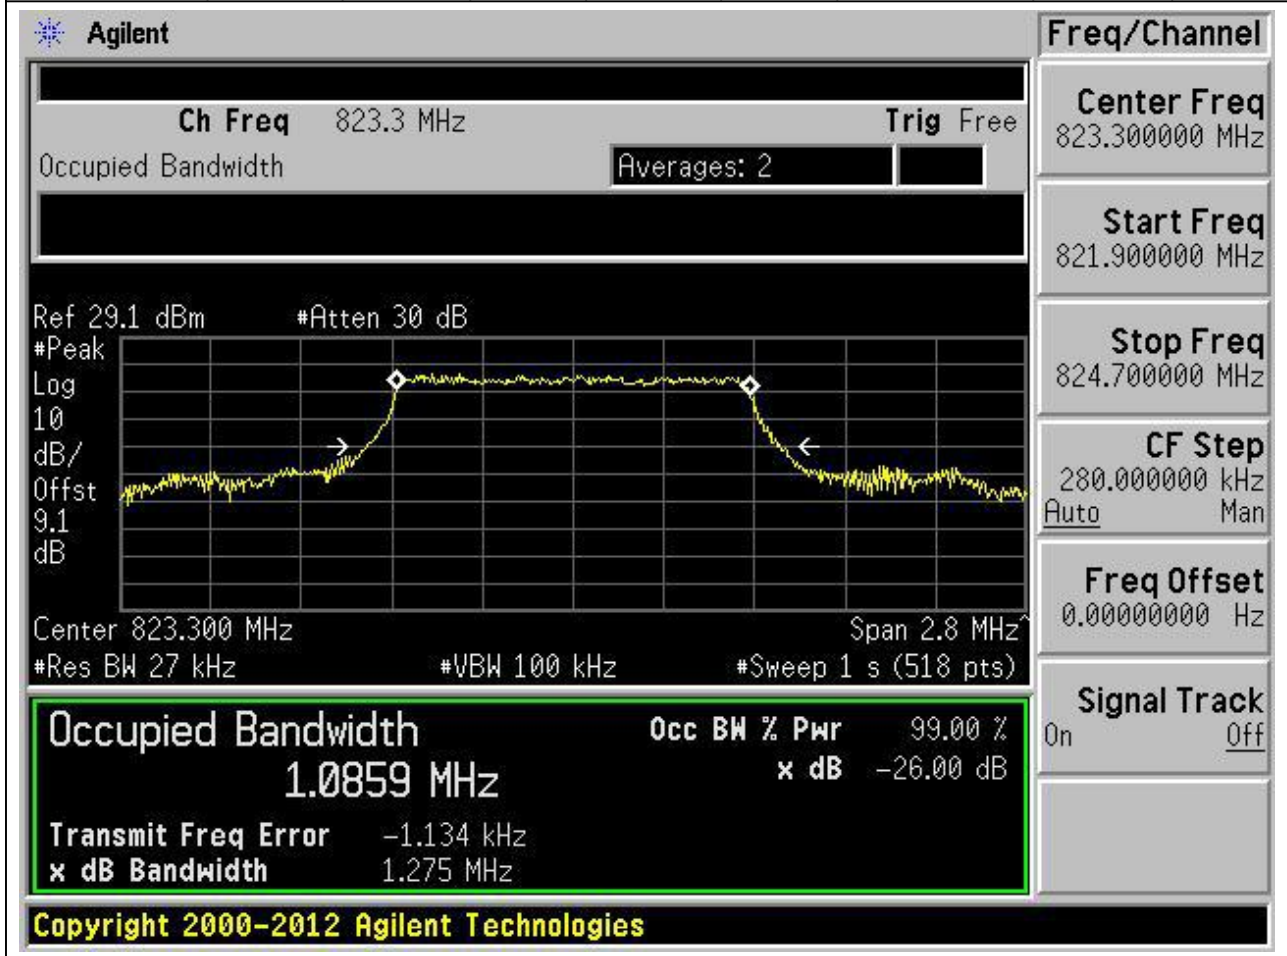 Agilent
Freq/Channel
Ch Freq 823.3 MHz Trig Free
Occupied Bandwidth Averages: 2
Center Freq
823.300000 MHz
Start Freq
821.900000 MHz
Stop Freq
824.700000 MHz
CF Step
280.000000 kHz
Auto Man
Freq Offset
0.00000000 Hz
Signal Track
On Off
Ref 29.1 dBm #Atten 30 dB
#Peak
Log
10
dB/
Offst
9.1
dB
Center 823.300 MHz Span 2.8 MHz^
#Res BW 27 kHz #VBW 100 kHz #Sweep 1 s (518 pts)
Occupied Bandwidth Occ BW % Pwr 99.00 %
1.0859 MHz x dB -26.00 dB
Transmit Freq Error -1.134 kHz
x dB Bandwidth 1.275 MHz
Copyright 2000-2012 Agilent Technologies